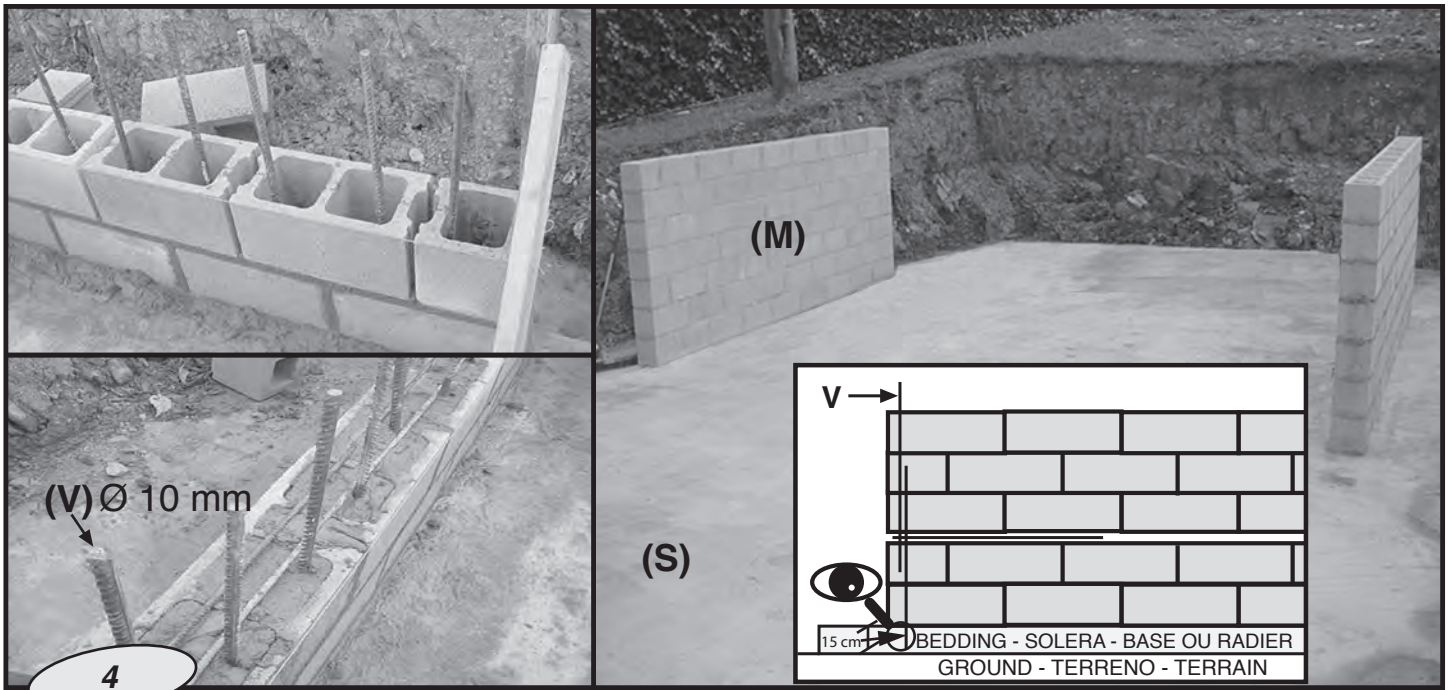 (V) Ø 10 mm
4
(M)
(S)
V
15 cm
BEDDING - SOLERA - BASE OU RADIER
GROUND - TERRENO - TERRAIN